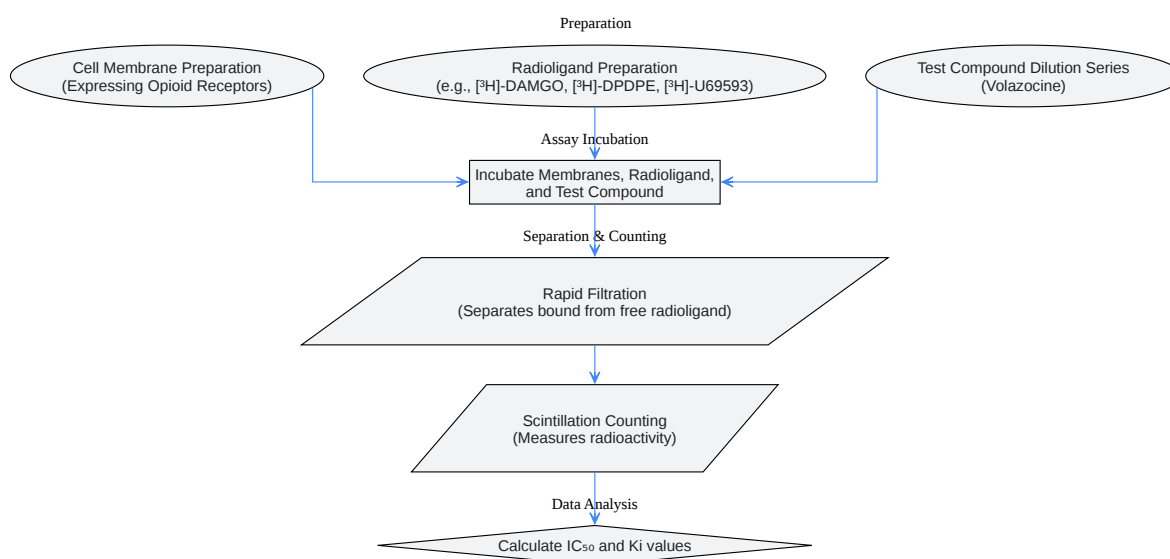 Preparation
Cell Membrane Preparation
(Expressing Opioid Receptors)
Radioligand Preparation
(e.g., [³H]-DAMGO, [³H]-DPDPE, [³H]-U69593)
Test Compound Dilution Series
(Volazocine)
Assay Incubation
Incubate Membranes, Radioligand,
and Test Compound
Separation & Counting
Rapid Filtration
(Separates bound from free radioligand)
Scintillation Counting
(Measures radioactivity)
Data Analysis
Calculate IC₅₀ and Ki values